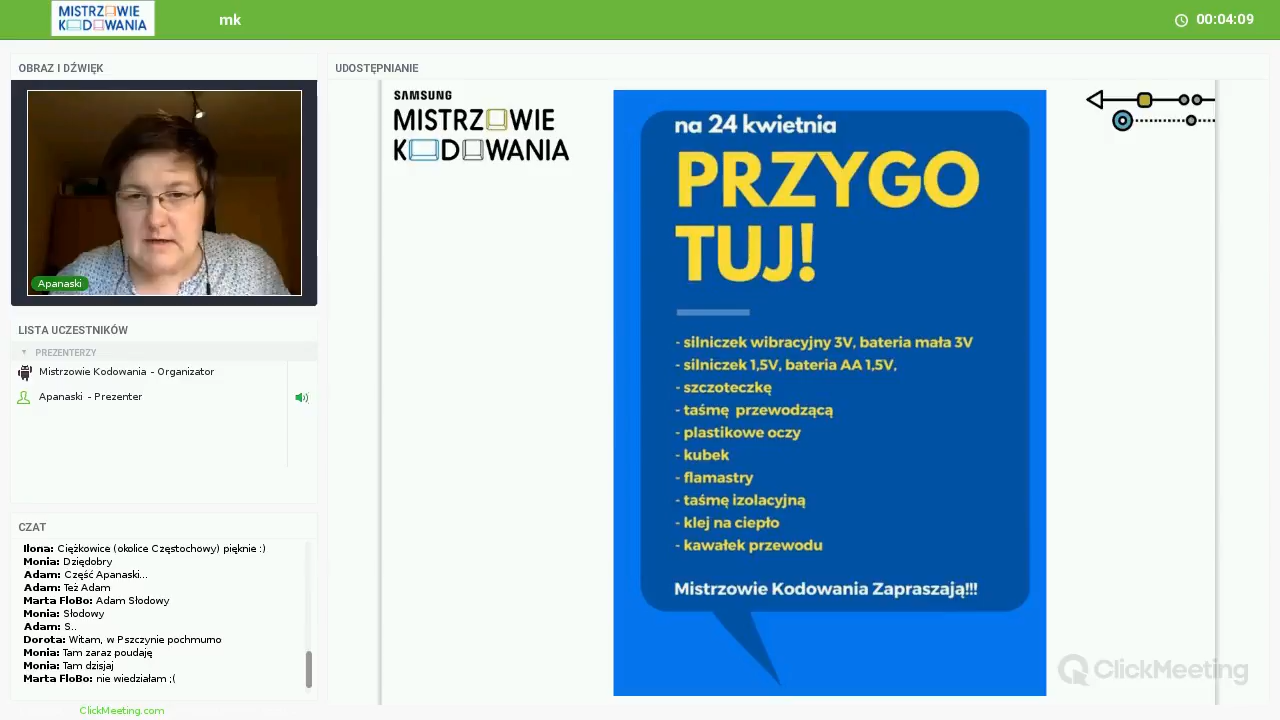 MISTRZOWIE
KODOWANIA
mk
00:04:09
OBRAZ I DŹWIĘK
Apanaski
LISTA UCZESTNIKÓW
PREZENTERZY
Mistrzowie Kodowania - Organizator
Apanaski - Prezenter
CZAT
Ilona: Ciężkowice (okolice Częstochowy) pięknie :)
Monia: Dziędobry
Adam: Część Apanaski...
Adam: Też Adam
Marta FloBo: Adam Słodowy
Monia: Słodowy
Adam: S..
Dorota: Witam, w Pszczynie pochmurno
Monia: Tam zaraz poudaję
Monia: Tam dzisjaj
Marta FloBo: nie wiedziałam ;(
ClickMeeting.com
UDOSTĘPNIANIE
SAMSUNG
MISTRZOWIE
KODOWANIA
na 24 kwietnia
PRZYGO
TUJ!
- silniczek wibracyjny 3V, bateria mała 3V
- silniczek 1,5V, bateria AA 1,5V,
- szczoteczkę
- taśmę przewodzącą
- plastikowe oczy
- kubek
- flamastry
- taśmę izolacyjną
- klej na ciepło
- kawałek przewodu
Mistrzowie Kodowania Zapraszają!!!
ClickMeeting